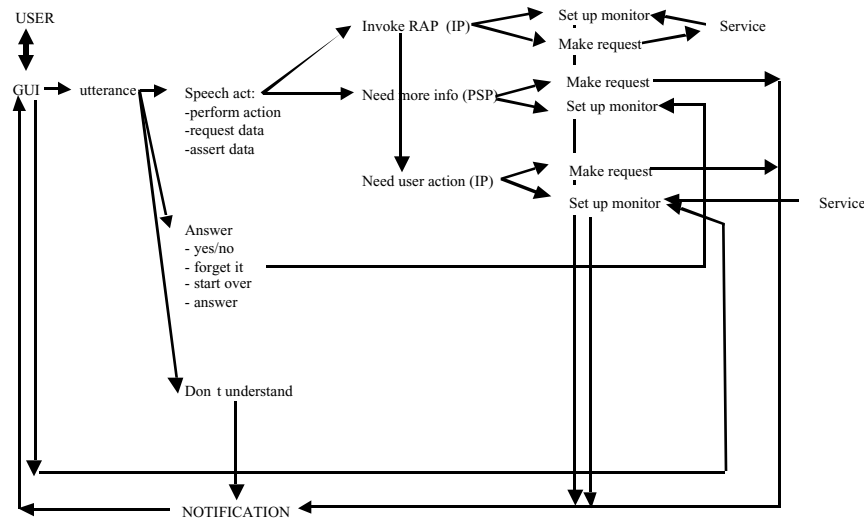 USER
GUI
utterance
Speech act:
-perform action
-request data
-assert data
Answer
- yes/no
- forget it
- start over
- answer
Don t understand
NOTIFICATION
Invoke RAP (IP)
Need more info (PSP)
Need user action (IP)
Set up monitor
Make request
Service
Make request
Set up monitor
Make request
Set up monitor
Service